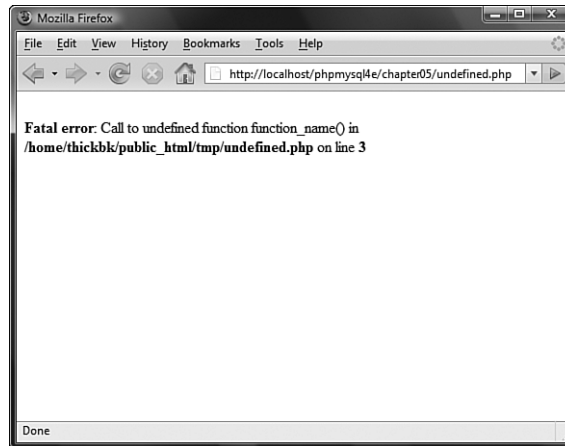 Mozilla Firefox
File Edit View History Bookmarks Tools Help
http://localhost/phpmysql4e/chapter05/undefined.php
Fatal error: Call to undefined function function_name() in
/home/thickbk/public_html/tmp/undefined.php on line 3
Done